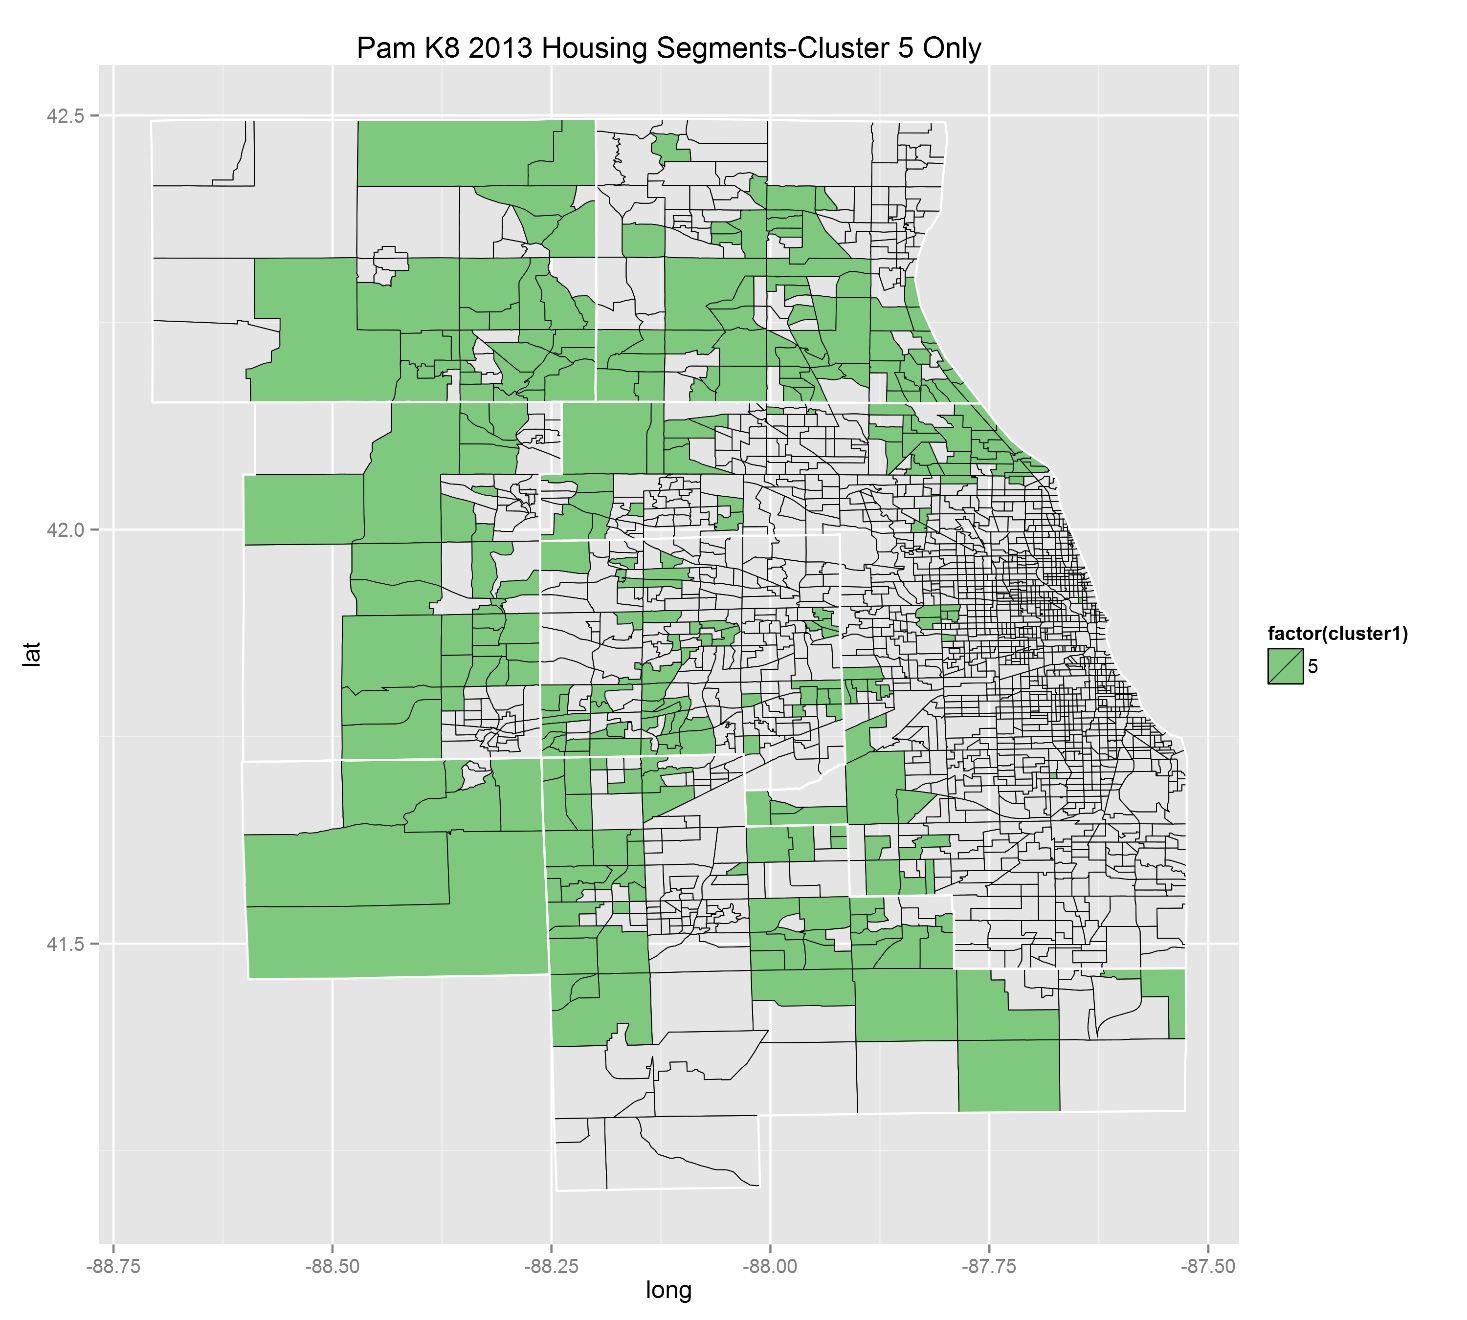 Pam K8 2013 Housing Segments-Cluster 5 Only
42.5
42.0
41.5
lat
-88.75 -88.50 -88.25 -88.00 -87.75 -87.50
long
factor(cluster1)
5